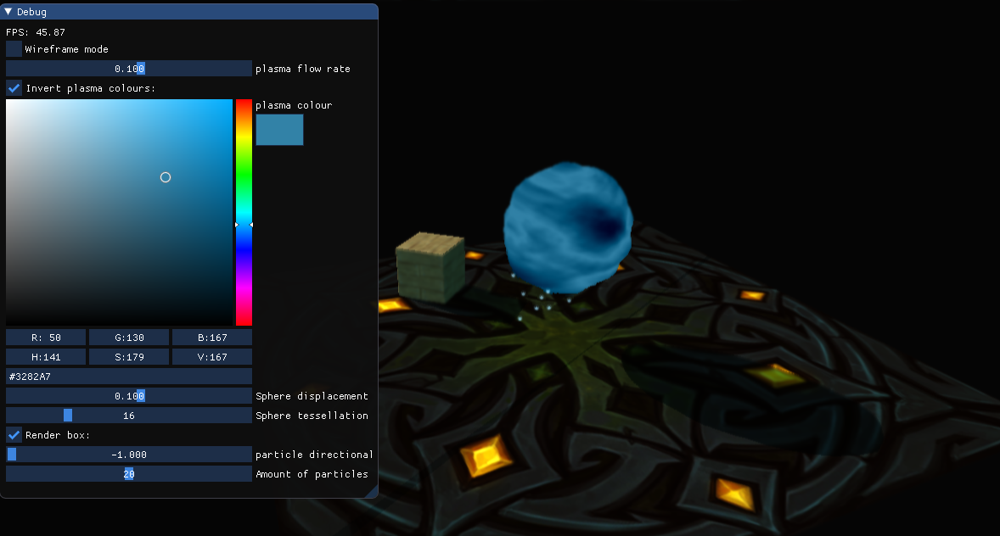 Debug
FPS: 45.87
Wireframe mode
0.100 plasma flow rate
Invert plasma colours:
plasma colour
R: 50 G:130 B:167
H:141 S:179 V:167
#3282A7
0.100 Sphere displacement
16 Sphere tessellation
Render box:
-1.000 particle directional
20 Amount of particles